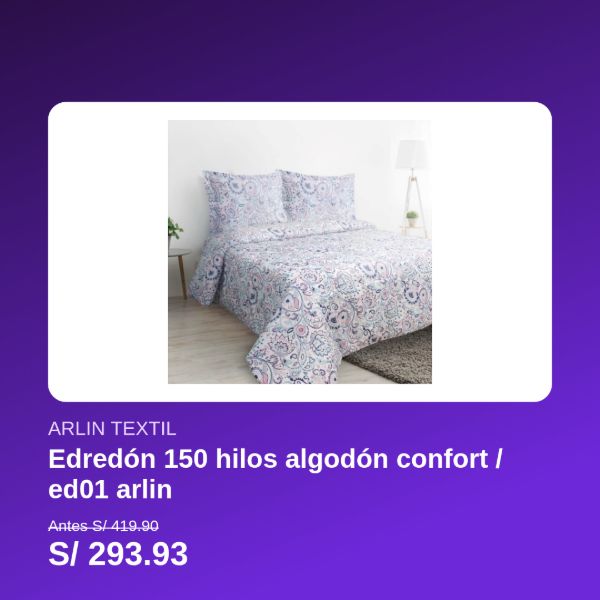 ARLIN TEXTIL
Edredón 150 hilos algodón confort /
ed01 arlin
Antes S/ 419.90
S/ 293.93